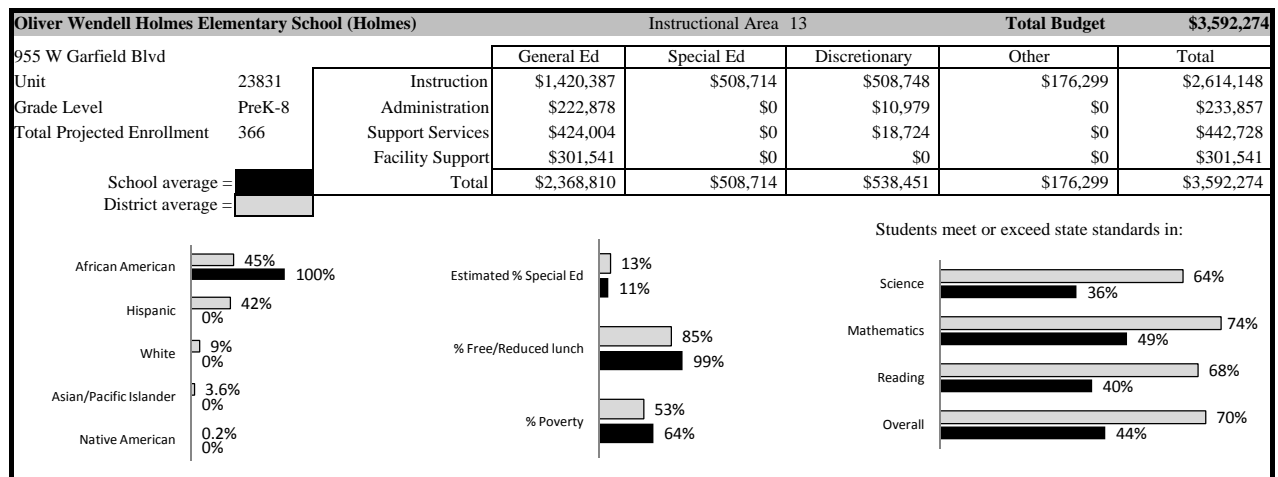 Oliver Wendell Holmes Elementary School (Holmes) Instructional Area 13 Total Budget $3,592,274
955 W Garfield Blvd General Ed Special Ed Discretionary Other Total
Unit 23831 Instruction $1,420,387 $508,714 $508,748 $176,299 $2,614,148
Grade Level PreK-8 Administration $222,878 $0 $10,979 $0 $233,857
Total Projected Enrollment 366 Support Services $424,004 $0 $18,724 $0 $442,728
Facility Support $301,541 $0 $0 $0 $301,541
School average = Total $2,368,810 $508,714 $538,451 $176,299 $3,592,274
District average =
African American 45%
100%
Hispanic 42%
0%
White 9%
0%
Asian/Pacific Islander 3.6%
0%
Native American 0.2%
0%
Estimated % Special Ed 13%
11%
% Free/Reduced lunch 85%
99%
% Poverty 53%
64%
Students meet or exceed state standards in:
Science 64%
36%
Mathematics 74%
49%
Reading 68%
40%
Overall 70%
44%